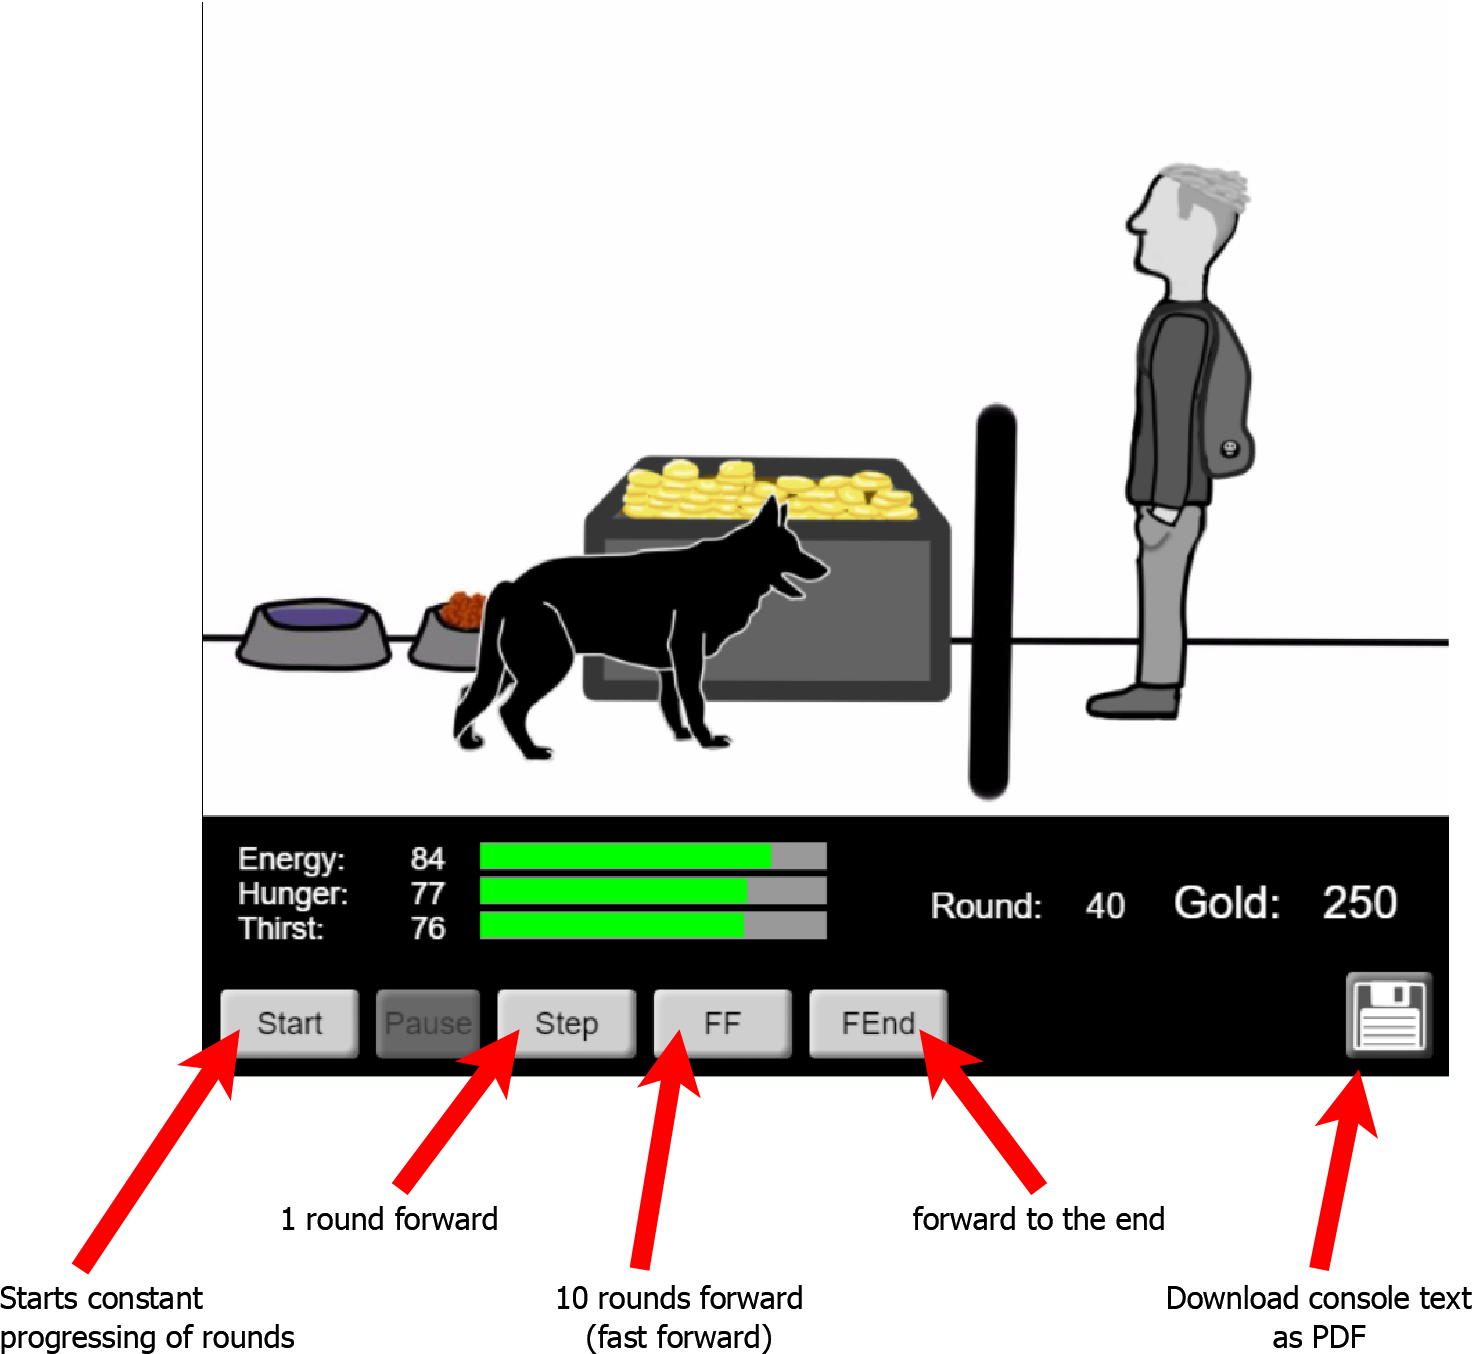 Energy: 84
Hunger: 77
Thirst: 76
Round: 40 Gold: 250
Start Pause Step FF FEnd
1 round forward
forward to the end
Starts constant
progressing of rounds
10 rounds forward
(fast forward)
Download console text
as PDF